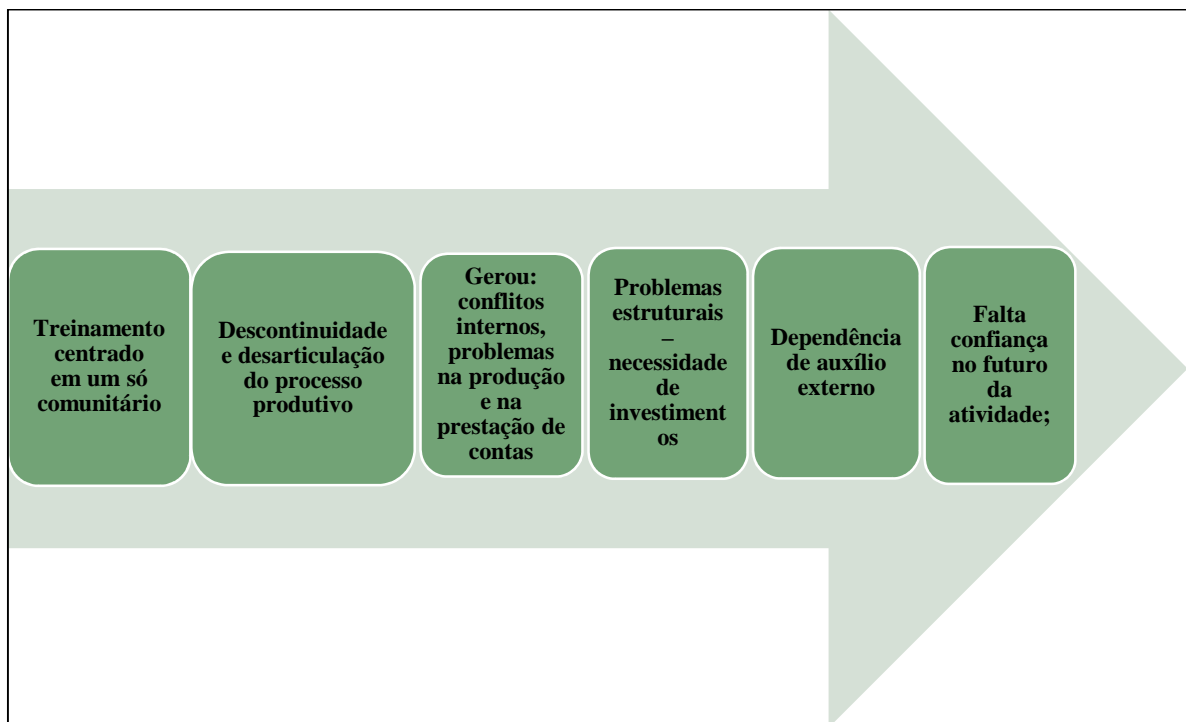 Treinamento
centrado
em um só
comunitário
Descontinuidade
e desarticulação
do processo
produtivo
Gerou:
conflitos
internos,
problemas
na produção
e na
prestação de
contas
Problemas
estruturais
–
necessidade
de
investiment
os
Dependência
de auxílio
externo
Falta
confiança
no futuro
da
atividade;